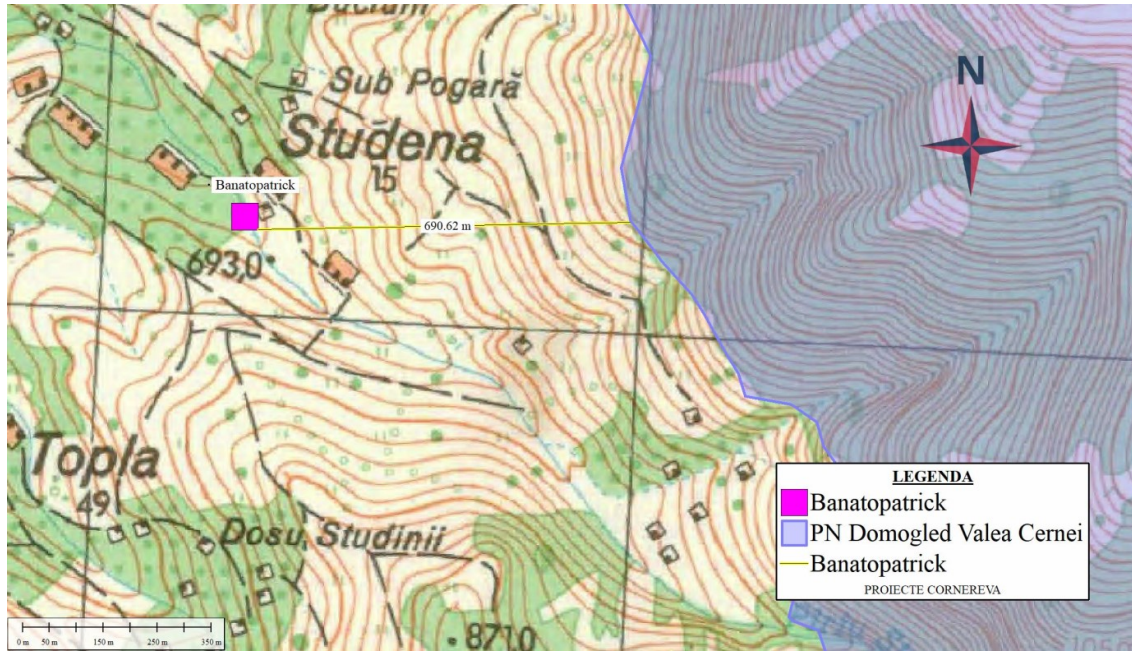 N
Sub Pogară
Studena
15
Banatopatrick
690.62 m
693,0
Topla
49
Dosu Studinii
871,0
LEGENDA
Banatopatrick
PN Domogled Valea Cernei
Banatopatrick
PROIECTE CORNEREVA
0 m 50 m 150 m 250 m 350 m